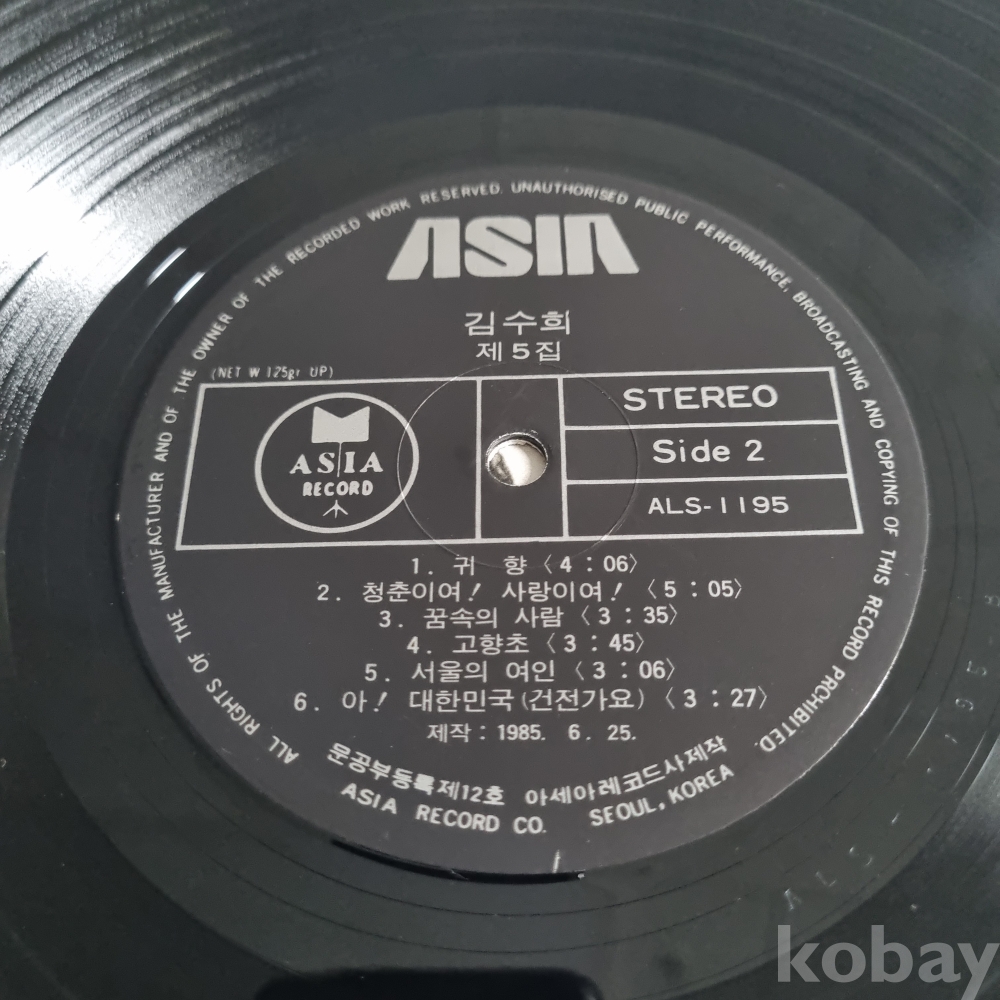 ALL RIGHTS OF THE MANUFACTURER AND OF THE OWNER OF THE RECORDED WORK RESERVED. UNAUTHORISED PUBLIC PERFORMANCE, BROADCASTING AND COPYING OF THIS RECORD PROHIBITED.
ASIA
김수희
제5집
(NET W 125gr UP)
ASIA
RECORD
STEREO
Side 2
ALS-1195
1. 귀 향〈4:06〉
2. 청춘이여! 사랑이여!〈5:05〉
3. 꿈속의 사람〈3:35〉
4. 고향초〈3:45〉
5. 서울의 여인〈3:06〉
6. 아! 대한민국(건전가요)〈3:27〉
제작: 1985. 6. 25.
문공부등록제12호 아세아레코드사제작
ASIA RECORD CO. SEOUL, KOREA
kobay